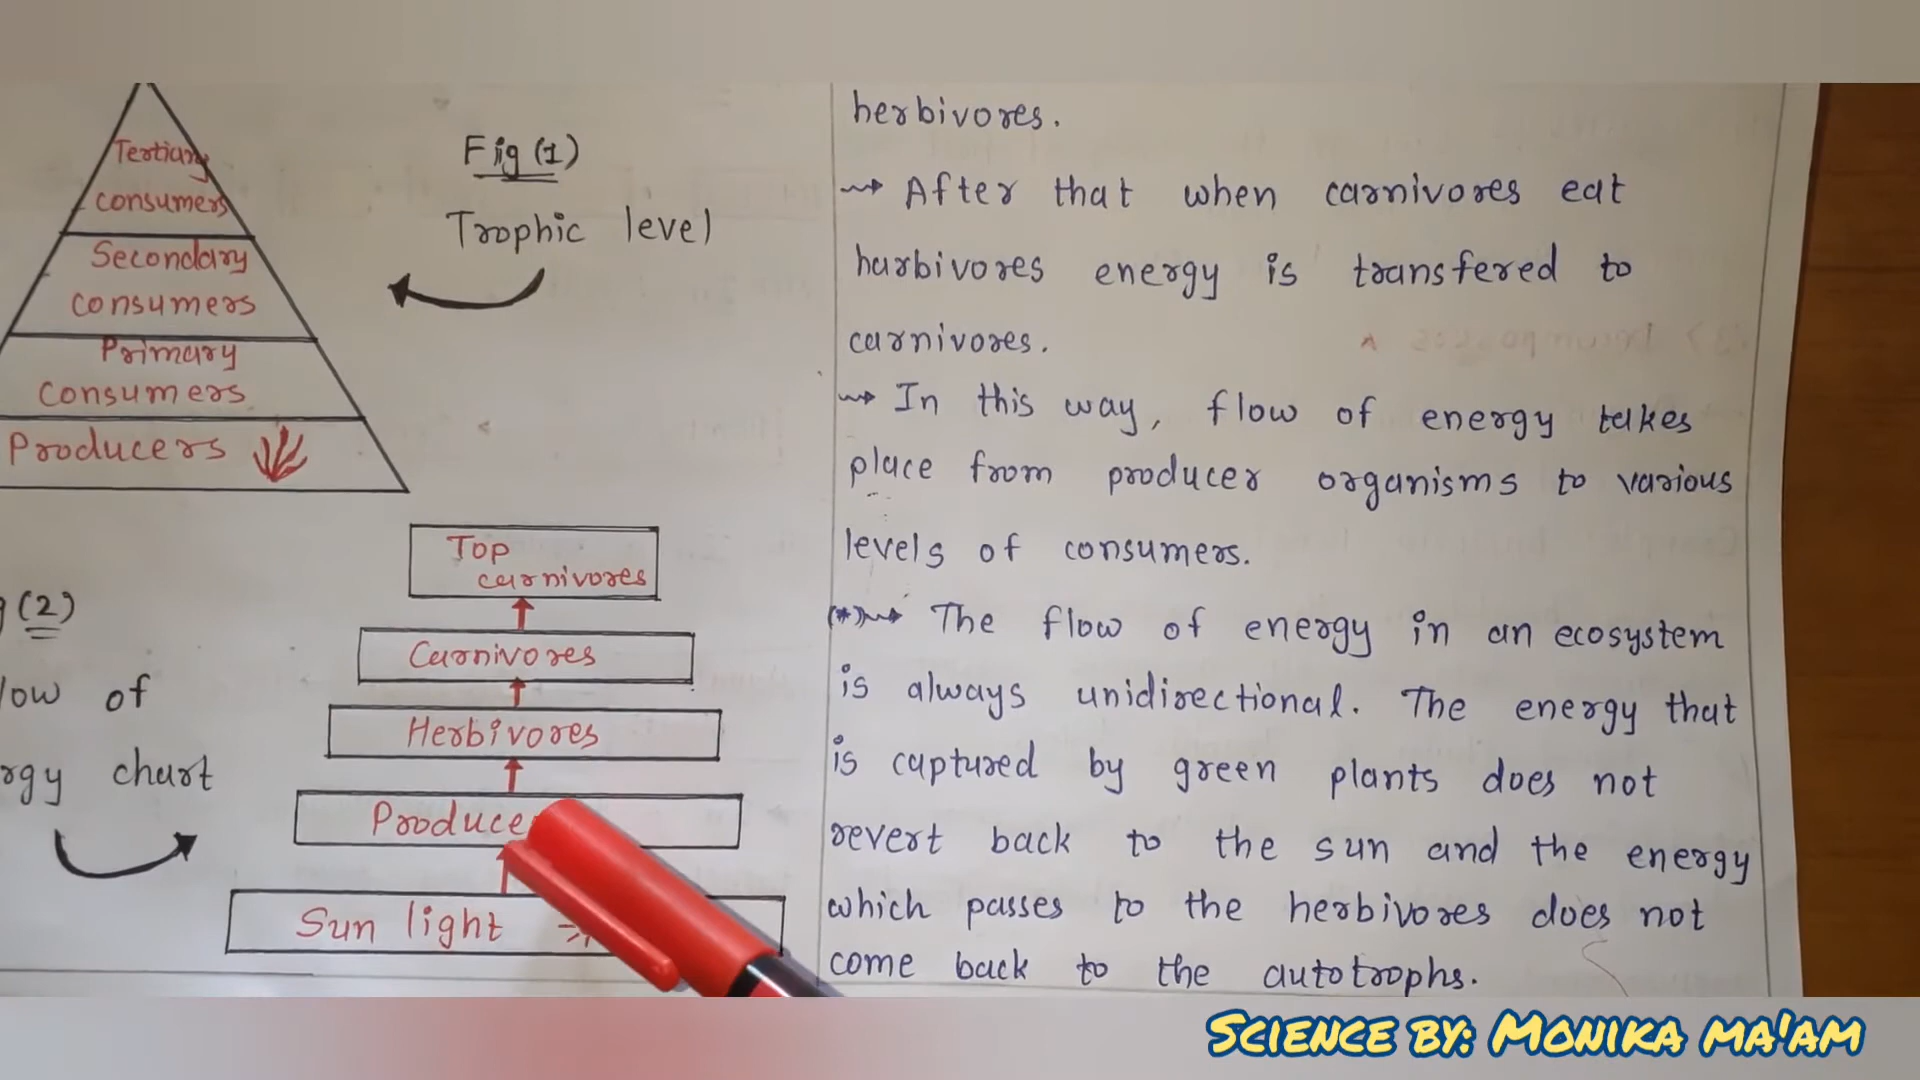 Tertiary
consumers
Secondary
consumers
Primary
Consumers
Producers
Fig (1)
Trophic level
(2)
of
chart
Top
carnivores
Carnivores
Herbivores
Sun light
herbivores.
After that when carnivores eat
harbivores energy is transfered to
carnivores.
In this way, flow of energy takes
place from producer organisms to various
levels of consumers.
(*) The flow of energy in an ecosystem
is always unidirectional. The energy that
is captured by green plants does not
revert back to the sun and the energy
which passes to the herbivores does not
come back to the autotrophs.
Science by: Monika ma'am